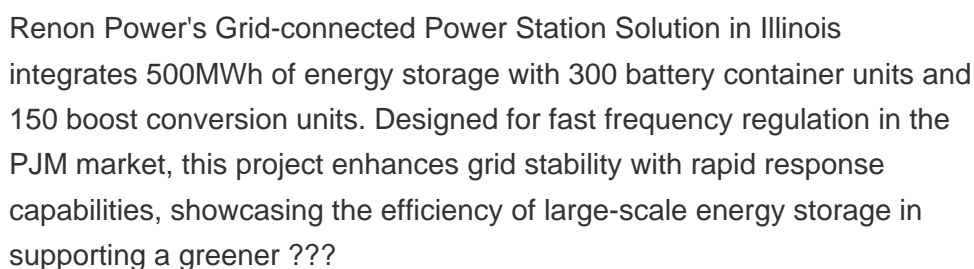 Renon Power's Grid-connected Power Station Solution in Illinois
integrates 500MWh of energy storage with 300 battery container units and
150 boost conversion units. Designed for fast frequency regulation in the
PJM market, this project enhances grid stability with rapid response
capabilities, showcasing the efficiency of large-scale energy storage in
supporting a greener ???